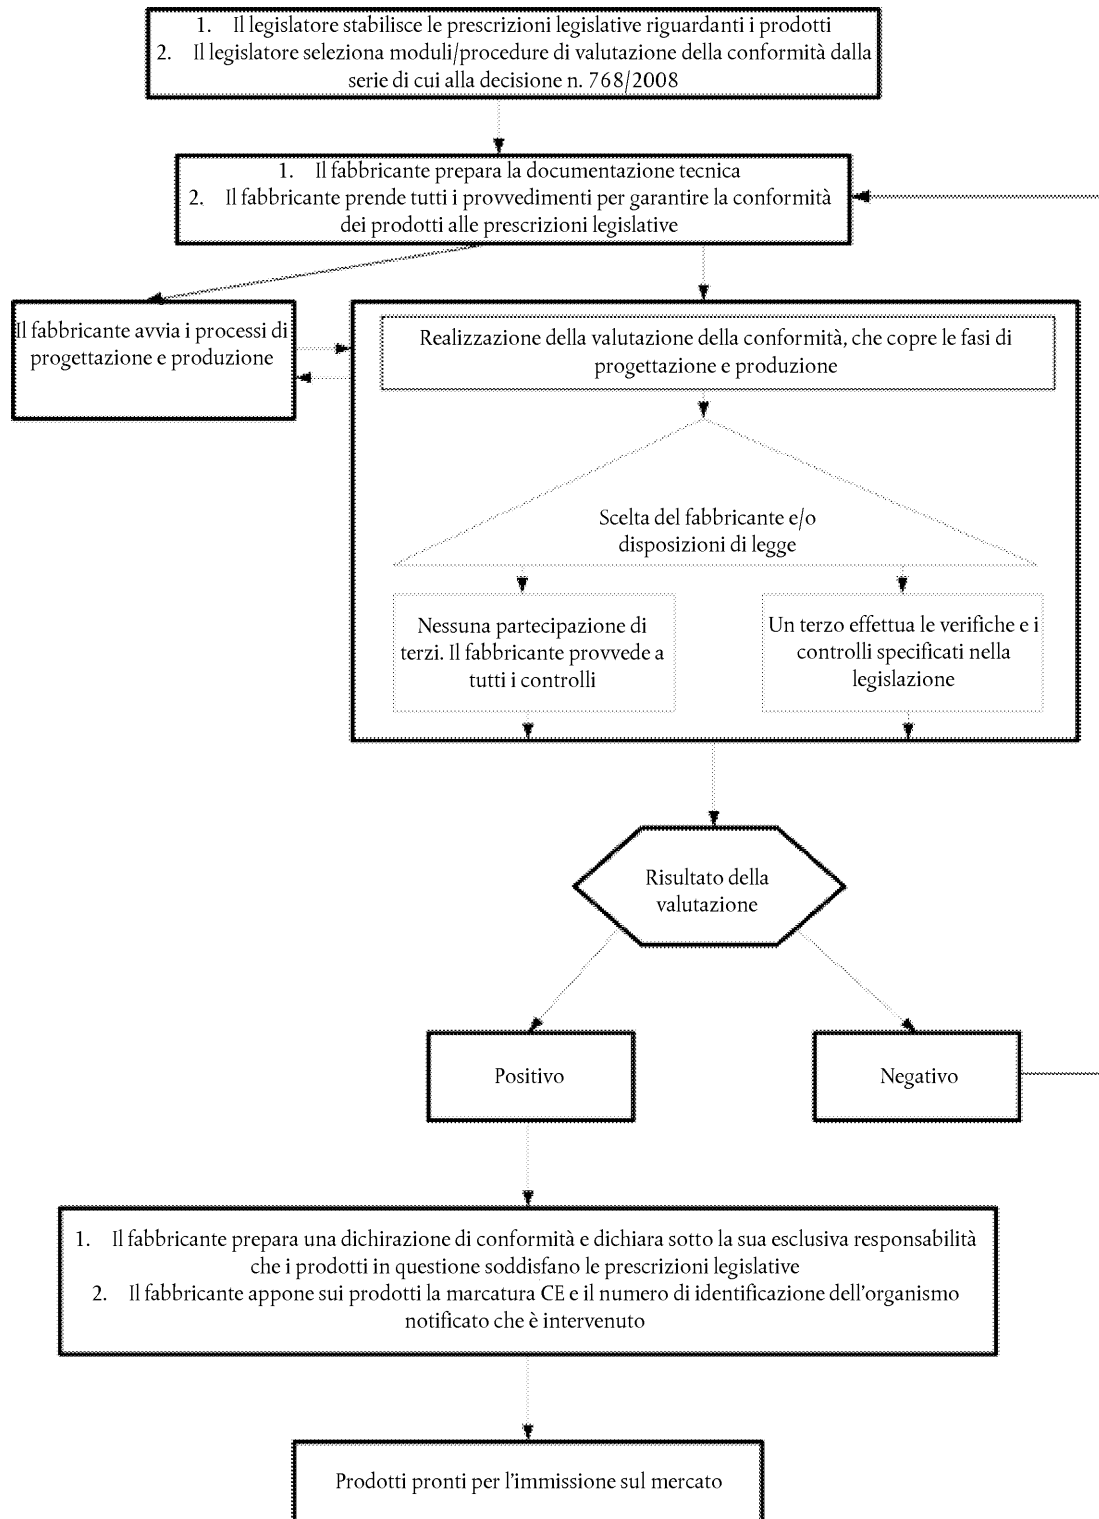 1. Il legislatore stabilisce le prescrizioni legislative riguardanti i prodotti
2. Il legislatore seleziona moduli/procedure di valutazione della conformità dalla
serie di cui alla decisione n. 768/2008
1. Il fabbricante prepara la documentazione tecnica
2. Il fabbricante prende tutti i provvedimenti per garantire la conformità
dei prodotti alle prescrizioni legislative
Il fabbricante avvia i processi di
progettazione e produzione
Realizzazione della valutazione della conformità, che copre le fasi di
progettazione e produzione
Scelta del fabbricante e/o
disposizioni di legge
Nessuna partecipazione di
terzi. Il fabbricante provvede a
tutti i controlli
Un terzo effettua le verifiche e i
controlli specificati nella
legislazione
Risultato della
valutazione
Positivo
Negativo
1. Il fabbricante prepara una dichirazione di conformità e dichiara sotto la sua esclusiva responsabilità
che i prodotti in questione soddisfano le prescrizioni legislative
2. Il fabbricante appone sui prodotti la marcatura CE e il numero di identificazione dell'organismo
notificato che è intervenuto
Prodotti pronti per l'immissione sul mercato